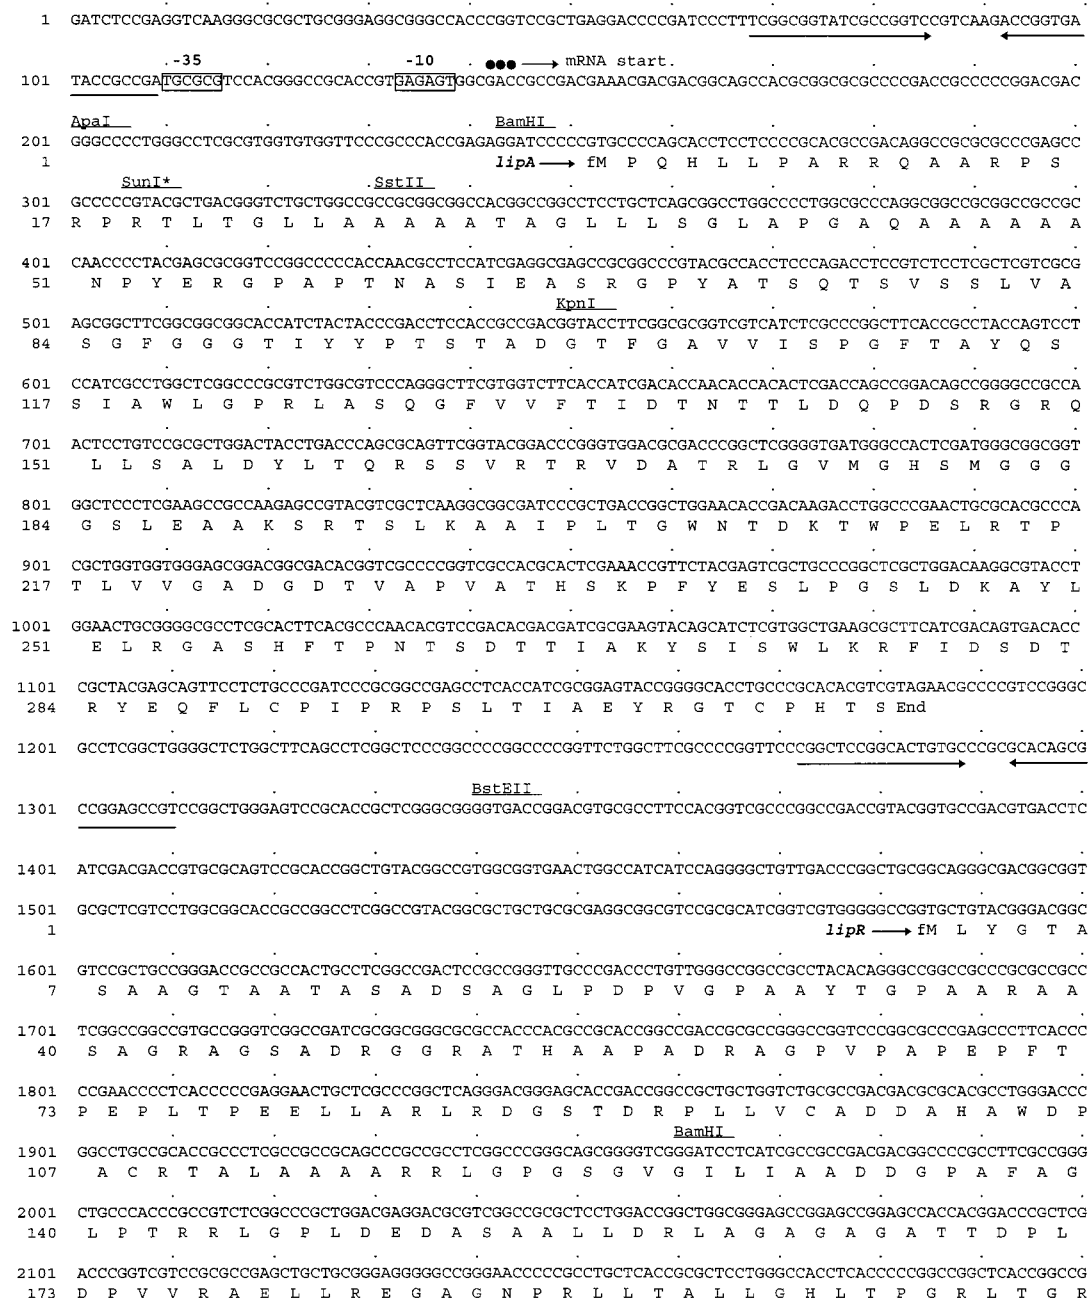 1 GATCTCCGAGGTCAAGGGCGCGCTGCGGGAGGCGGGCCACCCGGTCCGCTGAGGACCCCGATCCCTTTCGGCGGTATCGCCGGTCCGTCAAGACCGGTGA
-35 -10 mRNA start
101 TACCGCCGATGCGCGTCCACGGGCCGCACCGTGAGAGTGGCGACCGCCGACGAAACGACGACGGCAGCCACGCGGCGCGCCCCGACCGCCCCCGGACGAC
ApaI BamHI
201 GGGCCCCTGGGCCTCGCGTGGTGTGGTTCCCGCCCACCGAGAGGATCCCCCGTGCCCCAGCACCTCCTCCCCGCACGCCGACAGGCCGCGCGCCCGAGCC
1 lipA fM P Q H L L P A R R Q A A R P S
SunI* SstII
301 GCCCCCGTACGCTGACGGGTCTGCTGGCCGCCGCGGCGGCCACGGCCGGCCTCCTGCTCAGCGGCCTGGCCCCTGGCGCCCAGGCGGCCGCGGCCGCCGC
17 R P R T L T G L L A A A A A T A G L L L S G L A P G A Q A A A A A A
401 CAACCCCTACGAGCGCGGTCCGGCCCCCACCAACGCCTCCATCGAGGCGAGCCGCGGCCCGTACGCCACCTCCCAGACCTCCGTCTCCTCGCTCGTCGCG
51 N P Y E R G P A P T N A S I E A S R G P Y A T S Q T S V S S L V A
KpnI
501 AGCGGCTTCGGCGGCGGCACCATCTACTACCCGACCTCCACCGCCGACGGTACCTTCGGCGCGGTCGTCATCTCGCCCGGCTTCACCGCCTACCAGTCCT
84 S G F G G G T I Y Y P T S T A D G T F G A V V I S P G F T A Y Q S
601 CCATCGCCTGGCTCGGCCCGCGTCTGGCGTCCCAGGGCTTCGTGGTCTTCACCATCGACACCAACACCACACTCGACCAGCCGGACAGCCGGGGCCGCCA
117 S I A W L G P R L A S Q G F V V F T I D T N T T L D Q P D S R G R Q
701 ACTCCTGTCCGCGCTGGACTACCTGACCCAGCGCAGTTCGGTACGGACCCGGGTGGACGCGACCCGGCTCGGGGTGATGGGCCACTCGATGGGCGGCGGT
151 L L S A L D Y L T Q R S S V R T R V D A T R L G V M G H S M G G G
801 GGCTCCCTCGAAGCCGCCAAGAGCCGTACGTCGCTCAAGGCGGCGATCCCGCTGACCGGCTGGAACACCGACAAGACCTGGCCCGAACTGCGCACGCCCA
184 G S L E A A K S R T S L K A A I P L T G W N T D K T W P E L R T P
901 CGCTGGTGGTGGGAGCGGACGGCGACACGGTCGCCCCGGTCGCCACGCACTCGAAACCGTTCTACGAGTCGCTGCCCGGCTCGCTGGACAAGGCGTACCT
217 T L V V G A D G D T V A P V A T H S K P F Y E S L P G S L D K A Y L
1001 GGAACTGCGGGGCGCCTCGCACTTCACGCCCAACACGTCCGACACGACGATCGCGAAGTACAGCATCTCGTGGCTGAAGCGCTTCATCGACAGTGACACC
251 E L R G A S H F T P N T S D T T I A K Y S I S W L K R F I D S D T
1101 CGCTACGAGCAGTTCCTCTGCCCGATCCCGCGGCCGAGCCTCACCATCGCGGAGTACCGGGGCACCTGCCCGCACACGTCGTAGAACGCCCCGTCCGGGC
284 R Y E Q F L C P I P R P S L T I A E Y R G T C P H T S End
1201 GCCTCGGCTGGGGCTCTGGCTTCAGCCTCGGCTCCCGGCCCCGGCCCCGGTTCTGGCTTCGCCCCGGTTCCCGGCTCCGGCACTGTGCCCGCGCACAGCG
BstEII
1301 CCGGAGCCGTCCGGCTGGGAGTCCGCACCGCTCGGGCGGGGTGACCGGACGTGCGCCTTCCACGGTCGCCCGGCCGACCGTACGGTGCCGACGTGACCTC
1401 ATCGACGACCGTGCGCAGTCCGCACCGGCTGTACGGCCGTGGCGGTGAACTGGCCATCATCCAGGGGCTGTTGACCCGGCTGCGGCAGGGCGACGGCGGT
1501 GCGCTCGTCCTGGCGGCACCGCCGGCCTCGGCCGTACGGCGCTGCTGCGCGAGGCGGCGTCCGCGCATCGGTCGTGGGGGCCGGTGCTGTACGGGACGGC
1 lipR fM L Y G T A
1601 GTCCGCTGCCGGGACCGCCGCCACTGCCTCGGCCGACTCCGCCGGGTTGCCCGACCCTGTTGGGCCGGCCGCCTACACAGGGCCGGCCGCCCGCGCCGCC
7 S A A G T A A T A S A D S A G L P D P V G P A A Y T G P A A R A A
1701 TCGGCCGGCCGTGCCGGGTCGGCCGATCGCGGCGGGCGCGCCACCCACGCCGCACCGGCCGACCGCGCCGGGCCGGTCCCGGCGCCCGAGCCCTTCACCC
40 S A G R A G S A D R G G R A T H A A P A D R A G P V P A P E P F T
1801 CCGAACCCCTCACCCCCGAGGAACTGCTCGCCCGGCTCAGGGACGGGAGCACCGACCGGCCGCTGCTGGTCTGCGCCGACGACGCGCACGCCTGGGACCC
73 P E P L T P E E L L A R L R D G S T D R P L L V C A D D A H A W D P
BamHI
1901 GGCCTGCCGCACCGCCCTCGCCGCCGCAGCCCGCCGCCTCGGCCCGGGCAGCGGGGTCGGGATCCTCATCGCCGCCGACGACGGCCCCGCCTTCGCCGGG
107 A C R T A L A A A A R R L G P G S G V G I L I A A D D G P A F A G
2001 CTGCCCACCCGCCGTCTCGGCCCGCTGGACGAGGACGCGTCGGCCGCGCTCCTGGACCGGCTGGCGGGAGCCGGAGCCGGAGCCACCACGGACCCGCTCG
140 L P T R R L G P L D E D A S A A L L D R L A G A G A G A T T D P L
2101 ACCCGGTCGTCCGCGCCGAGCTGCTGCGGGAGGGGGCCGGGAACCCCCGCCTGCTCACCGCGCTCCTGGGCCACCTCACCCCCGGCCGGCTCACCGGCCG
173 D P V V R A E L L R E G A G N P R L L T A L L G H L T P G R L T G R